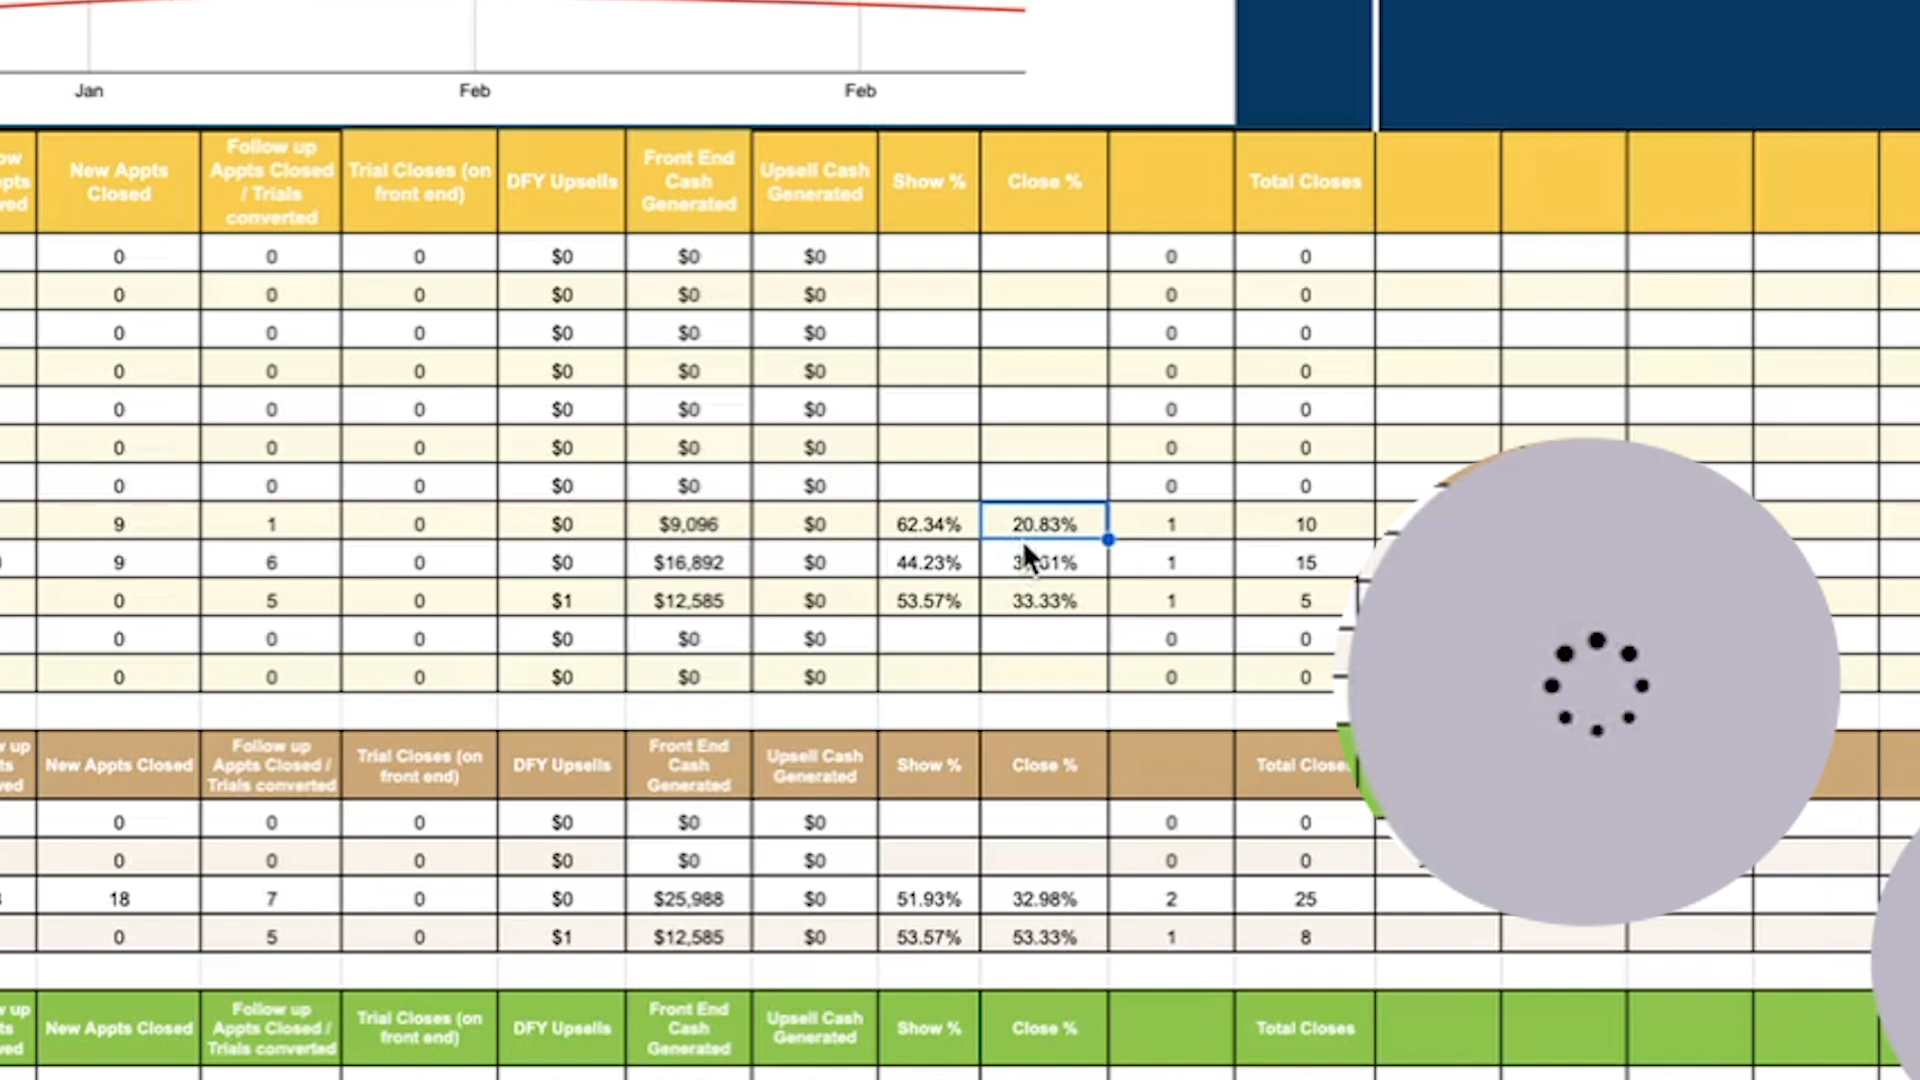 Jan Feb Feb
ow
pts
ved
New Appts
Closed
Follow up
Appts Closed
/ Trials
converted
Trial Closes (on
front end)
DFY Upsells
Front End
Cash
Generated
Upsell Cash
Generated
Show %
Close %
Total Closes
0 0 0 $0 $0 $0 0 0
0 0 0 $0 $0 $0 0 0
0 0 0 $0 $0 $0 0 0
0 0 0 $0 $0 $0 0 0
0 0 0 $0 $0 $0 0 0
0 0 0 $0 $0 $0 0 0
0 0 0 $0 $0 $0 0 0
9 1 0 $0 $9,096 $0 62.34% 20.83% 1 10
9 6 0 $0 $16,892 $0 44.23% 1% 1 15
0 5 0 $1 $12,585 $0 53.57% 33.33% 1 5
0 0 0 $0 $0 $0 0 0
0 0 0 $0 $0 $0 0 0
up
ts
ved
New Appts Closed
Follow up
Appts Closed /
Trials converted
Trial Closes (on
front end)
DFY Upsells
Front End
Cash
Generated
Upsell Cash
Generated
Show %
Close %
Total Closes
0 0 0 $0 $0 $0 0 0
0 0 0 $0 $0 $0 0 0
18 7 0 $0 $25,988 $0 51.93% 32.98% 2 25
0 5 0 $1 $12,585 $0 53.57% 53.33% 1 8
up
ts
ved
New Appts Closed
Follow up
Appts Closed /
Trials converted
Trial Closes (on
front end)
DFY Upsells
Front End
Cash
Generated
Upsell Cash
Generated
Show %
Close %
Total Closes